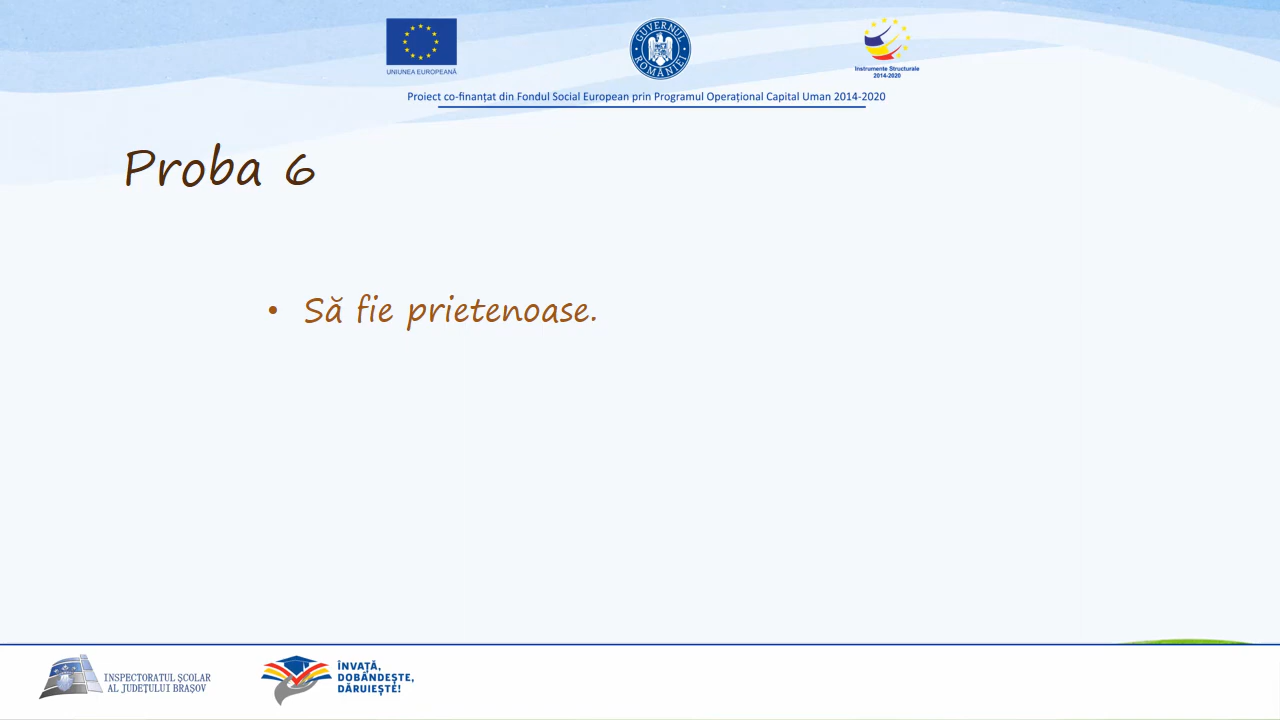 UNIUNEA EUROPEANĂ
GUVERNUL ROMÂNIEI
Instrumente Structurale
2014-2020
Proiect co-finanțat din Fondul Social European prin Programul Operațional Capital Uman 2014-2020
Proba 6
• Să fie prietenoase.
INSPECTORATUL ŞCOLAR
AL JUDEŢULUI BRAŞOV
ÎNVAȚĂ,
DOBÂNDEȘTE,
DĂRUIEȘTE!